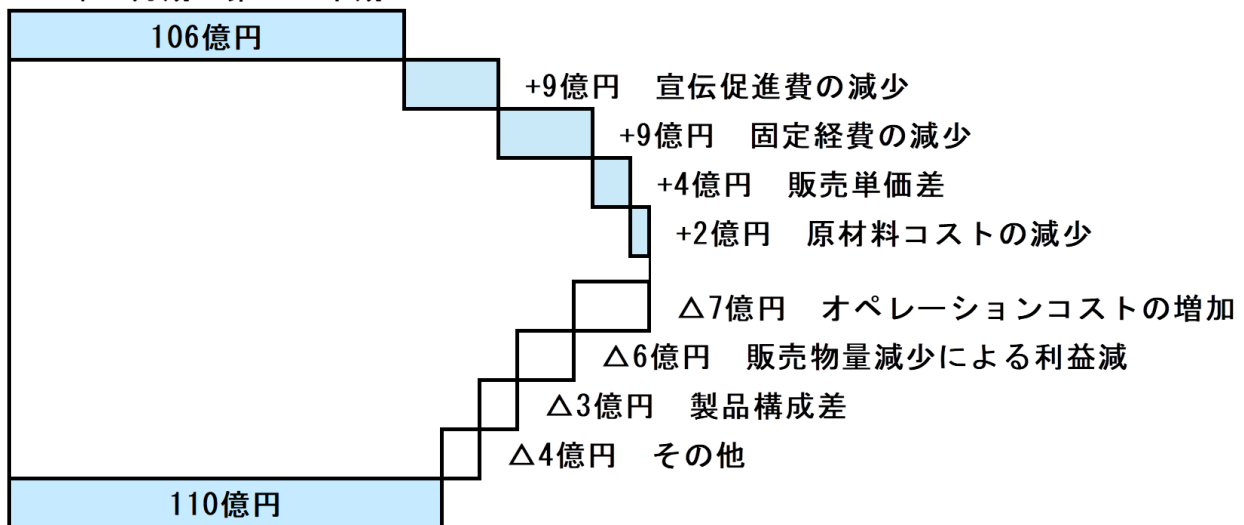 106億円
+9億円 宣伝促進費の減少
+9億円 固定経費の減少
+4億円 販売単価差
+2億円 原材料コストの減少
△7億円 オペレーションコストの増加
△6億円 販売物量減少による利益減
△3億円 製品構成差
△4億円 その他
110億円